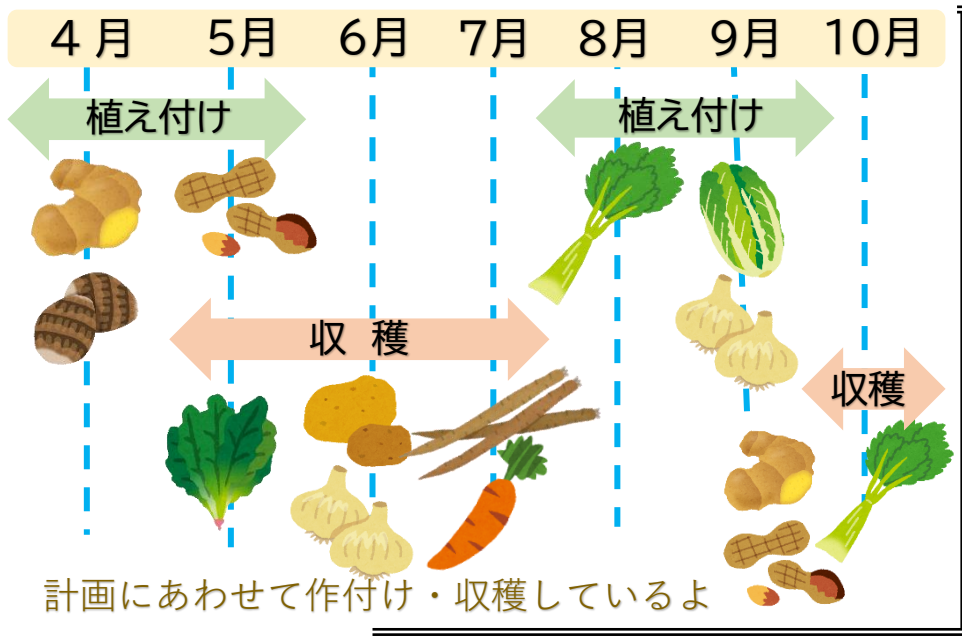 4月 5月 6月 7月 8月 9月 10月
植え付け 植え付け
収穫
収穫
計画にあわせて作付け・収穫しているよ